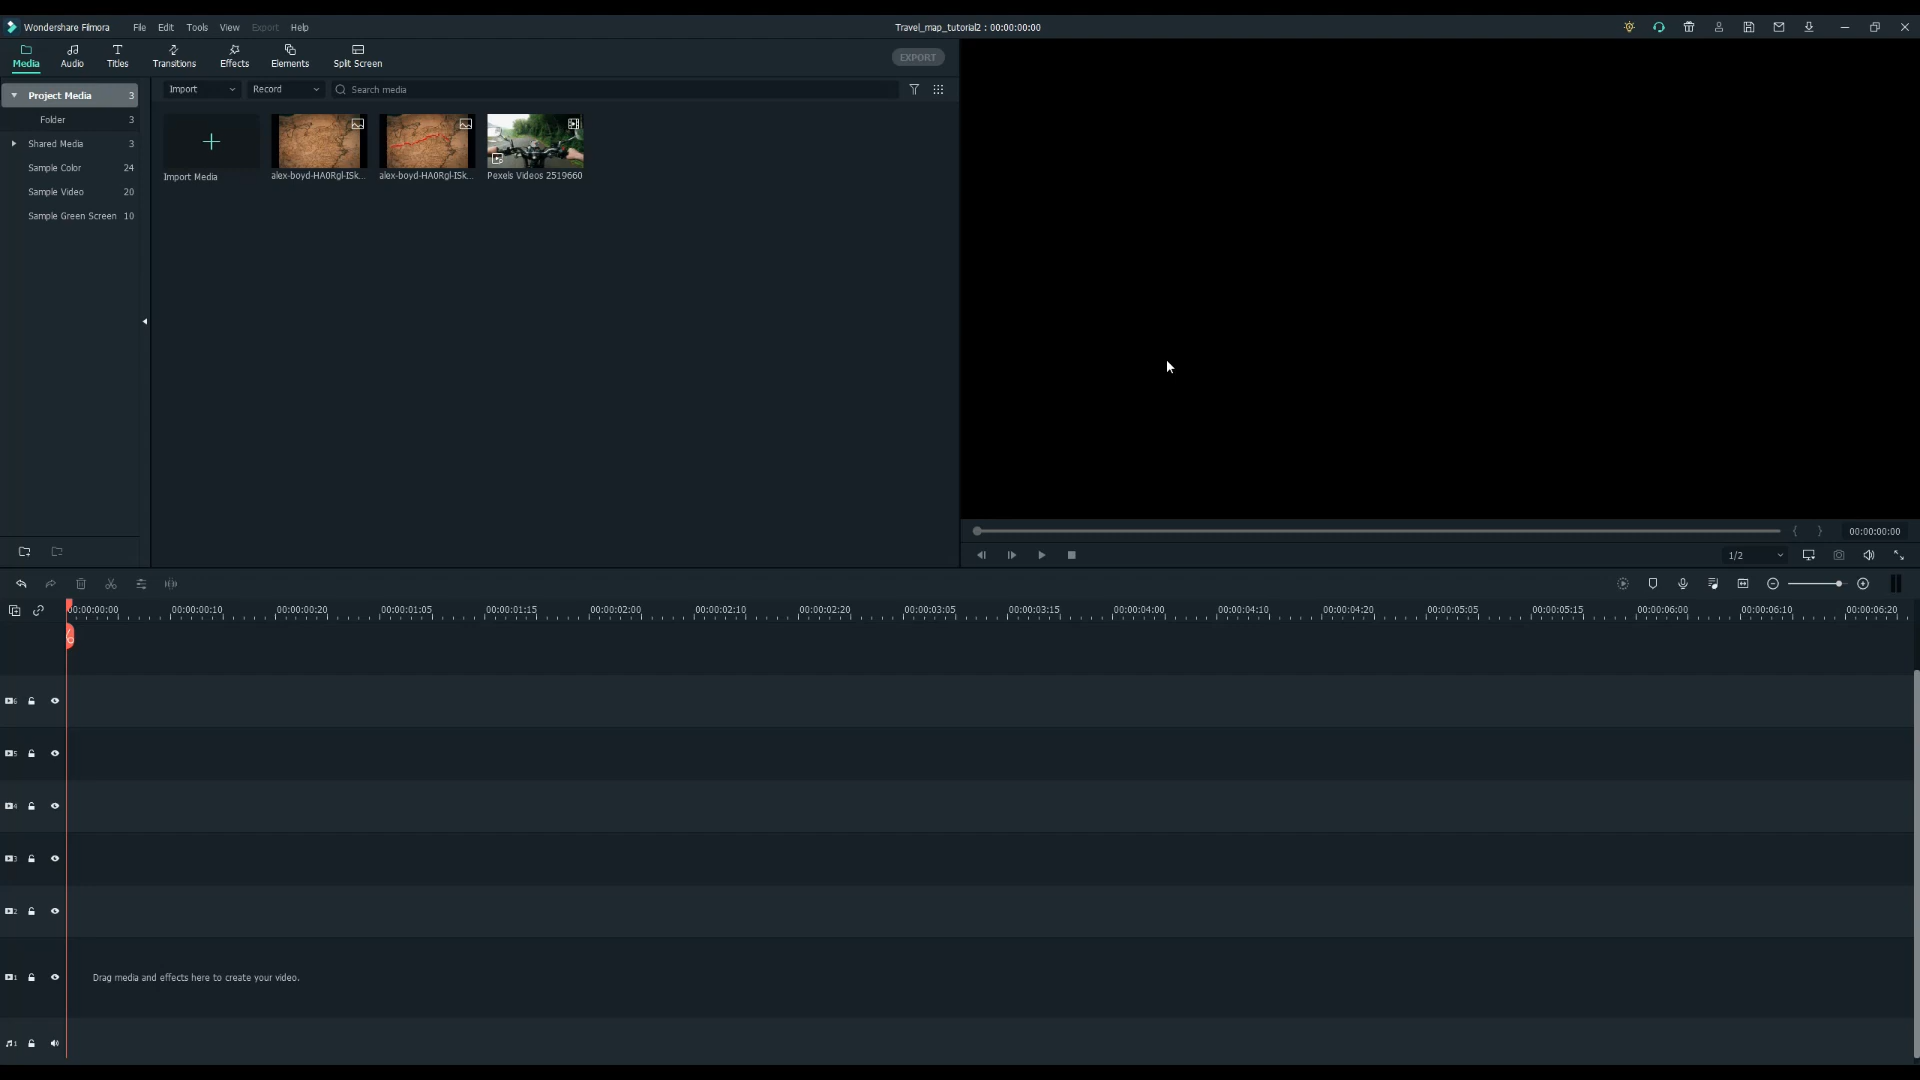 Wondershare Filmora File Edit Tools View Export Help Travel_map_tutorial2 : 00:00:00:00
Media Audio Titles Transitions Effects Elements Split Screen EXPORT
Project Media 3
Folder 3
Shared Media 3
Sample Color 24
Sample Video 20
Sample Green Screen 10
Import Record Search media
Import Media alex-boyd-HA0Rgl-ISk... alex-boyd-HA0Rgl-ISk... Pexels Videos 2519660
00:00:00:00
1/2
00:00:00:00 00:00:00:10 00:00:00:20 00:00:01:05 00:00:01:15 00:00:02:00 00:00:02:10 00:00:02:20 00:00:03:05 00:00:03:15 00:00:04:00 00:00:04:10 00:00:04:20 00:00:05:05 00:00:05:15 00:00:06:00 00:00:06:10 00:00:06:20
6
5
4
3
2
1 Drag media and effects here to create your video.
1